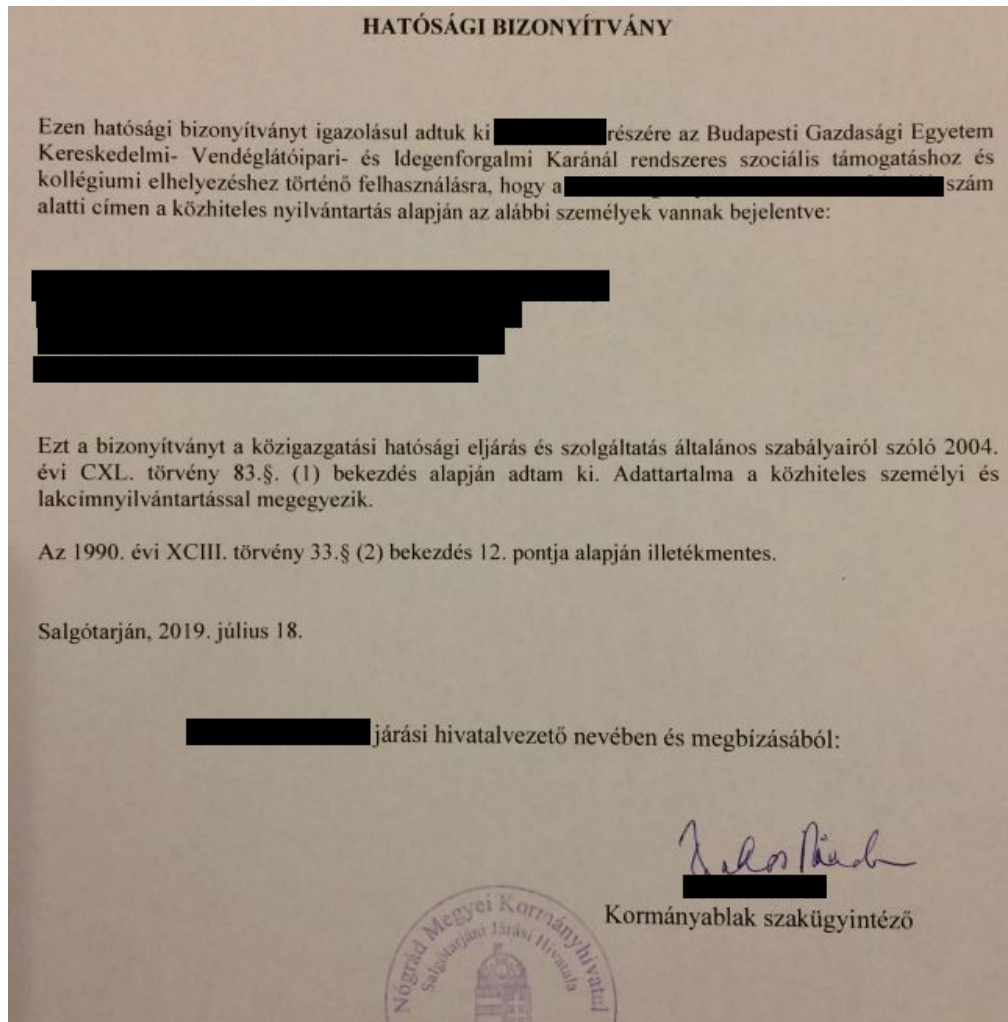 HATÓSÁGI BIZONYÍTVÁNY
Ezen hatósági bizonyítványt igazolásul adtuk ki részére az Budapesti Gazdasági Egyetem
Kereskedelmi- Vendéglátóipari- és Idegenforgalmi Karánál rendszeres szociális támogatáshoz és
kollégiumi elhelyezéshez történő felhasználásra, hogy a szám
alatti címen a közhiteles nyilvántartás alapján az alábbi személyek vannak bejelentve:
Ezt a bizonyítványt a közigazgatási hatósági eljárás és szolgáltatás általános szabályairól szóló 2004.
évi CXL. törvény 83.§. (1) bekezdés alapján adtam ki. Adattartalma a közhiteles személyi és
lakcímnyilvántartással megegyezik.
Az 1990. évi XCIII. törvény 33.§ (2) bekezdés 12. pontja alapján illetékmentes.
Salgótarján, 2019. július 18.
járási hivatalvezető nevében és megbízásából:
Kormányablak szakügyintéző
Nógrád Megyei Kormányhivatal
Salgótarjáni Járási Hivatala